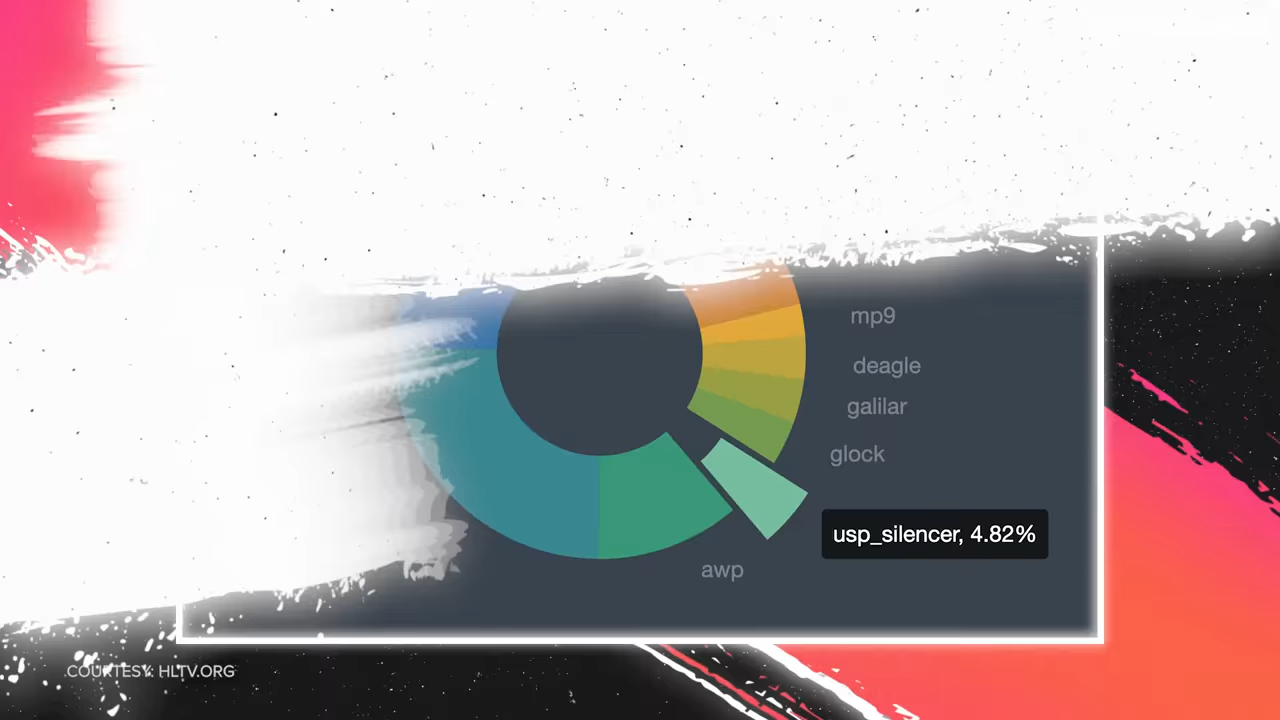 mp9
deagle
galilar
glock
usp_silencer, 4.82%
awp
COURTESY: HLTV.ORG